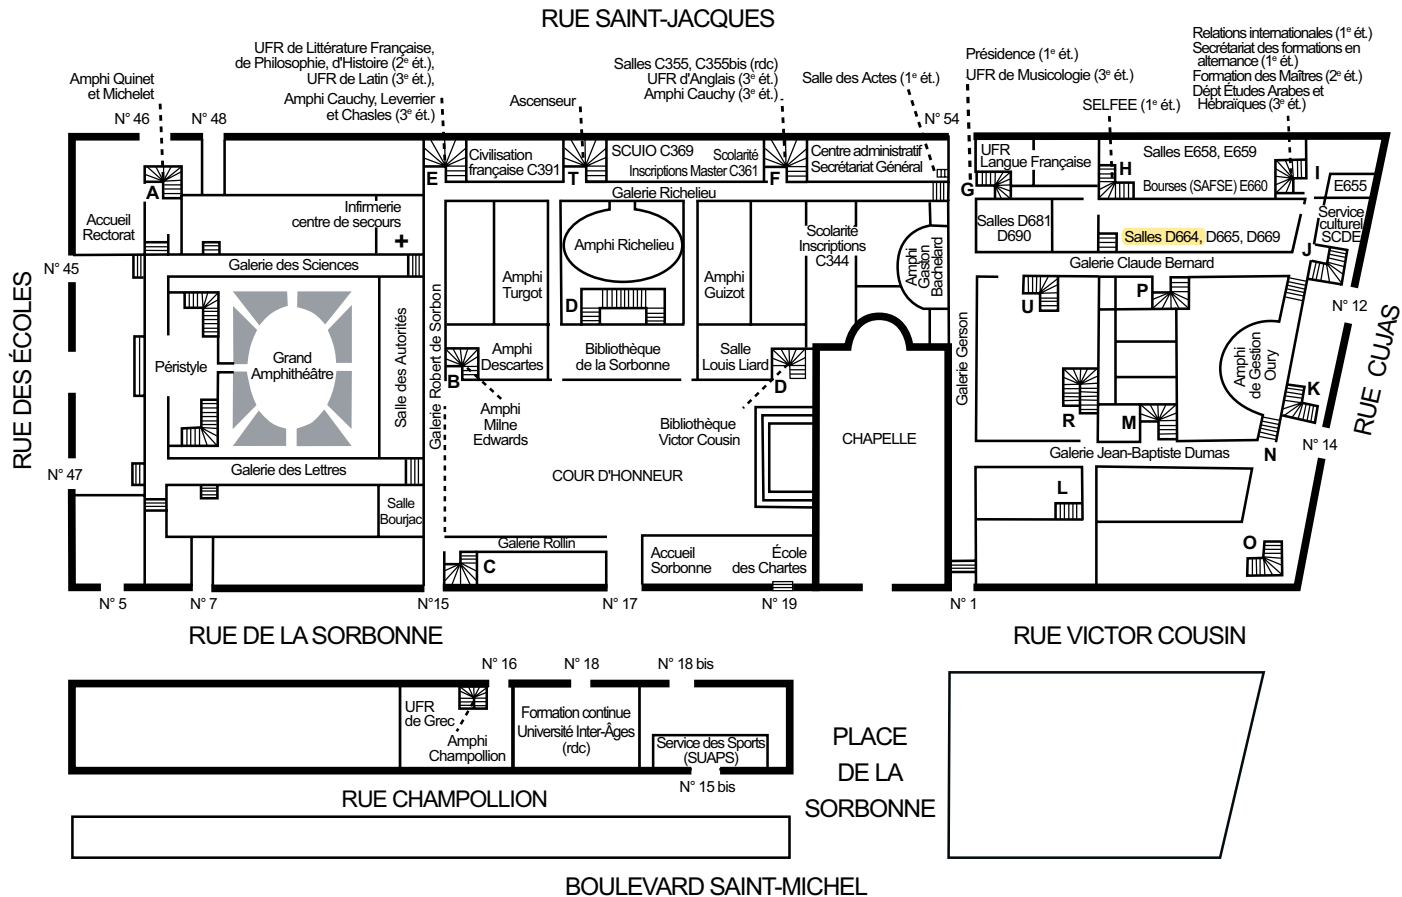 RUE SAINT-JACQUES
UFR de Littérature Française,
de Philosophie, d'Histoire (2e ét.),
UFR de Latin (3e ét.),
Amphi Cauchy, Leverrier
et Chasles (3e ét.)
Amphi Quinet
et Michelet
Ascenseur
Salles C355, C355bis (rdc)
UFR d'Anglais (3e ét.)
Amphi Cauchy (3e ét.)
Salle des Actes (1e ét.)
Présidence (1e ét.)
UFR de Musicologie (3e ét.)
SELFEE (1e ét.)
Relations internationales (1e ét.)
Secrétariat des formations en
alternance (1e ét.)
Formation des Maîtres (2e ét.)
Dépt Études Arabes et
Hébraïques (3e ét.)
N° 46
N° 48
N° 54
A
E
Civilisation
française C391
T
SCUIO C369
Scolarité
Inscriptions Master C361
F
Centre administratif
Secrétariat Général
G
UFR
Langue Française
H
Salles E658, E659
Bourses (SAFSE) E660
I
E655
Galerie Richelieu
Accueil
Rectorat
Infirmerie
centre de secours
Amphi Richelieu
Scolarité
Inscriptions
C344
Amphi
Gaston
Bachelard
Salles D681
D690
Salles D664, D665, D669
Service
culturel
SCDE
J
N° 45
Galerie des Sciences
Galerie Claude Bernard
Amphi
Turgot
D
Amphi
Guizot
U
P
N° 12
RUE DES ÉCOLES
Péristyle
Grand
Amphithéâtre
Salle des Autorités
Galerie Robert de Sorbon
B
Amphi
Descartes
Bibliothèque
de la Sorbonne
Salle
Louis Liard
D
Galerie Gerson
Amphi
de Gestion
Oury
K
RUE CUJAS
Amphi
Milne
Edwards
Bibliothèque
Victor Cousin
CHAPELLE
R
M
N° 14
N
N° 47
Galerie des Lettres
COUR D'HONNEUR
Galerie Jean-Baptiste Dumas
Salle
Bourjac
L
Galerie Rollin
C
Accueil
Sorbonne
École
des Chartes
O
N° 5
N° 7
N°15
N° 17
N° 19
N° 1
RUE DE LA SORBONNE
RUE VICTOR COUSIN
N° 16
N° 18
N° 18 bis
UFR
de Grec
Amphi
Champollion
Formation continue
Université Inter-Âges
(rdc)
Service des Sports
(SUAPS)
N° 15 bis
PLACE
DE LA
SORBONNE
RUE CHAMPOLLION
BOULEVARD SAINT-MICHEL